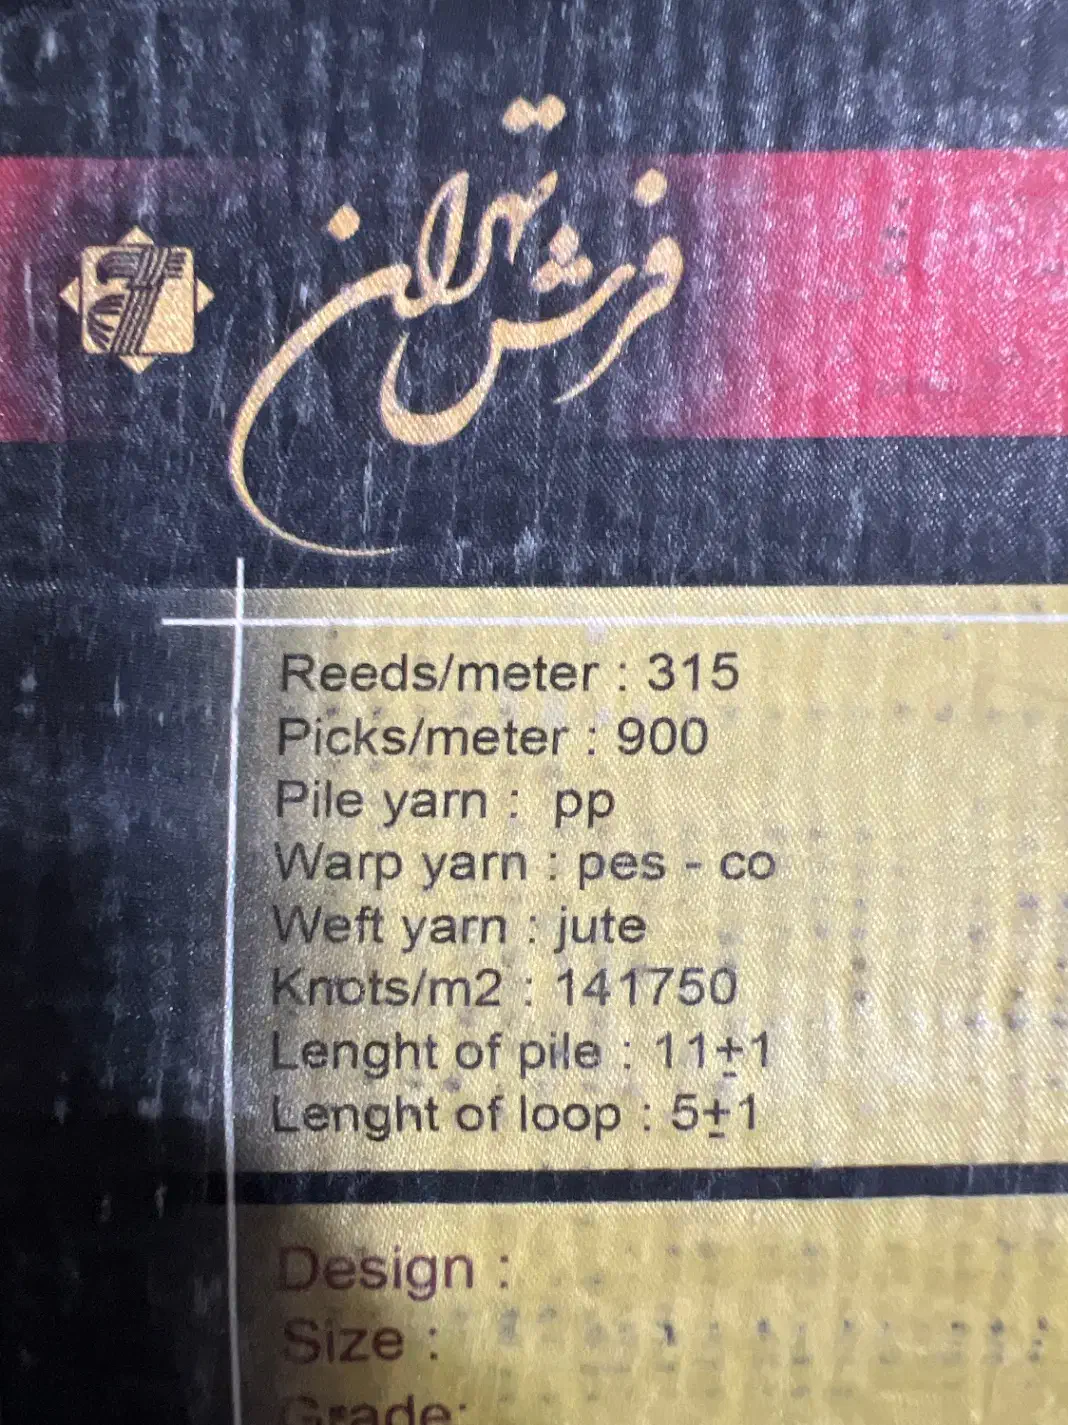 فرش تهران
Reeds/meter : 315
Picks/meter : 900
Pile yarn : pp
Warp yarn : pes - co
Weft yarn : jute
Knots/m2 : 141750
Lenght of pile : 11±1
Lenght of loop : 5±1
Design :
Size :
Grade: